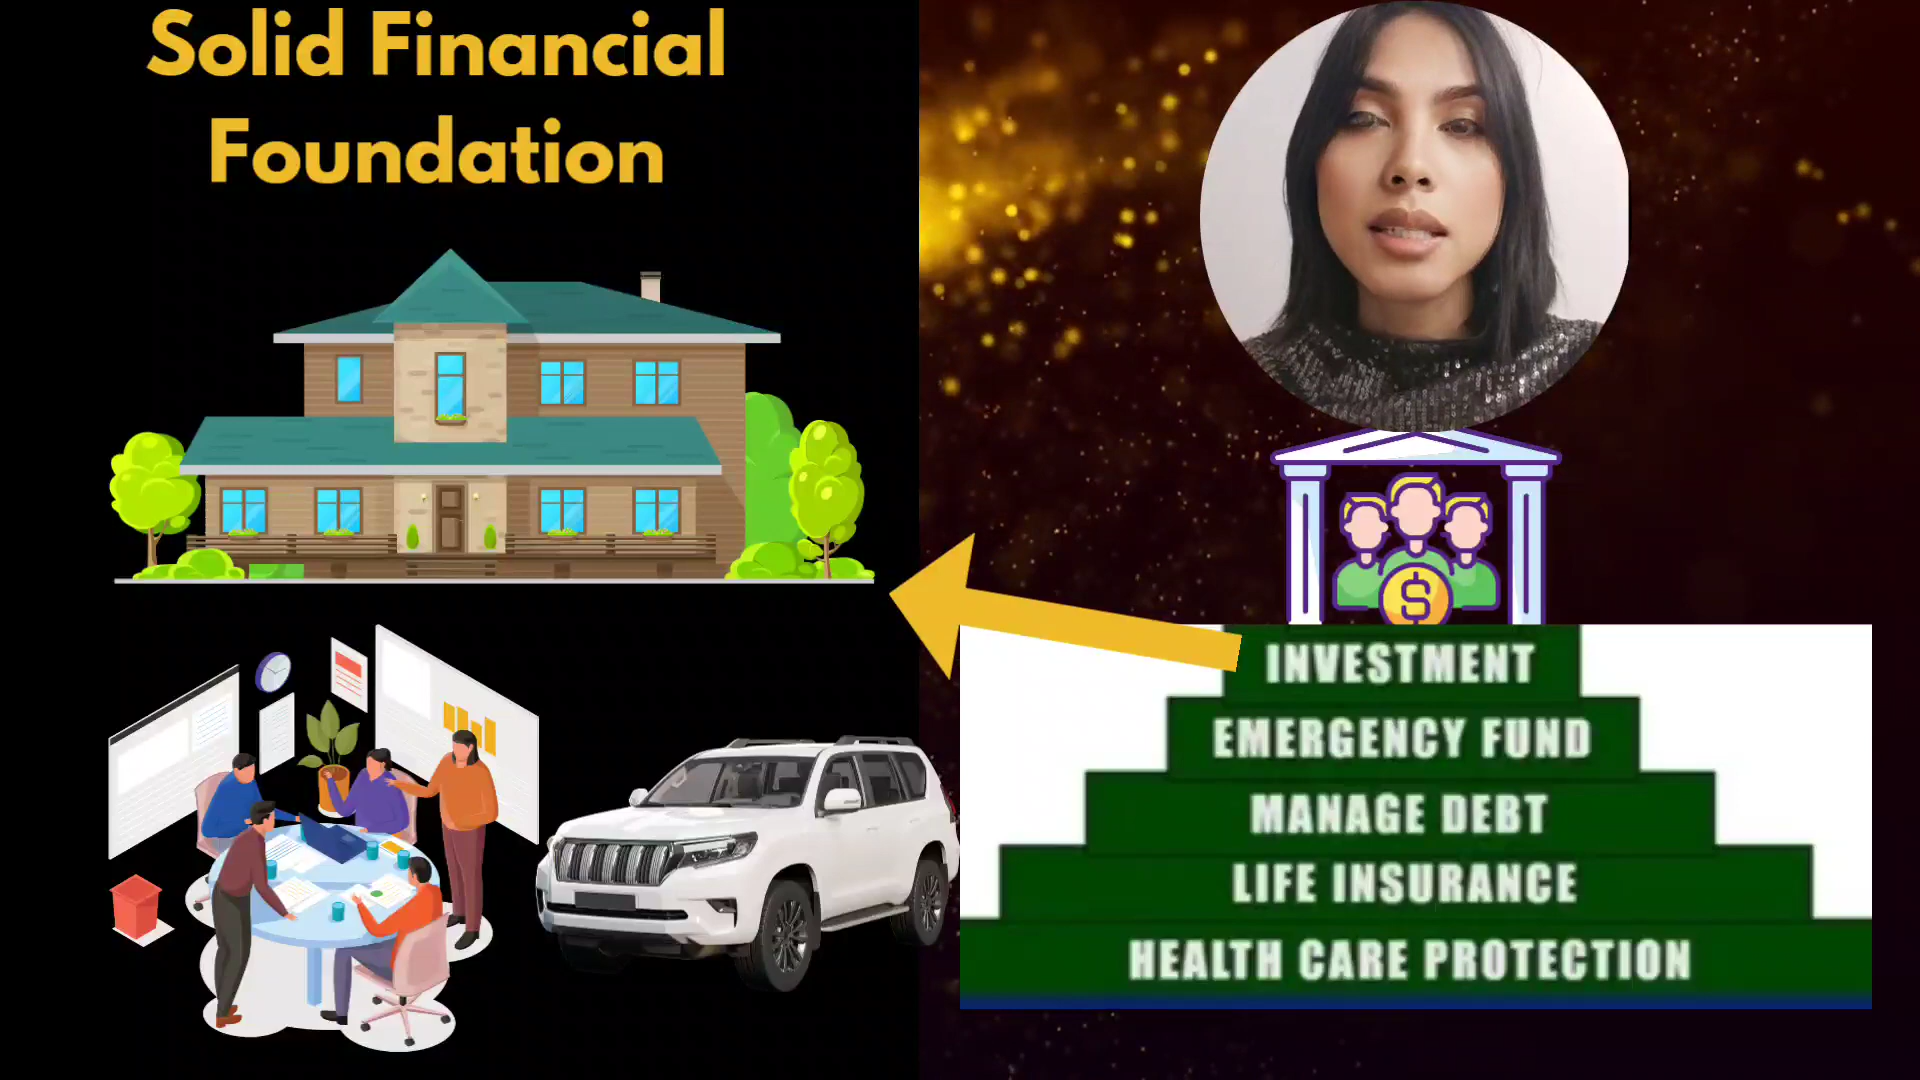 Solid Financial
Foundation
INVESTMENT
EMERGENCY FUND
MANAGE DEBT
LIFE INSURANCE
HEALTH CARE PROTECTION